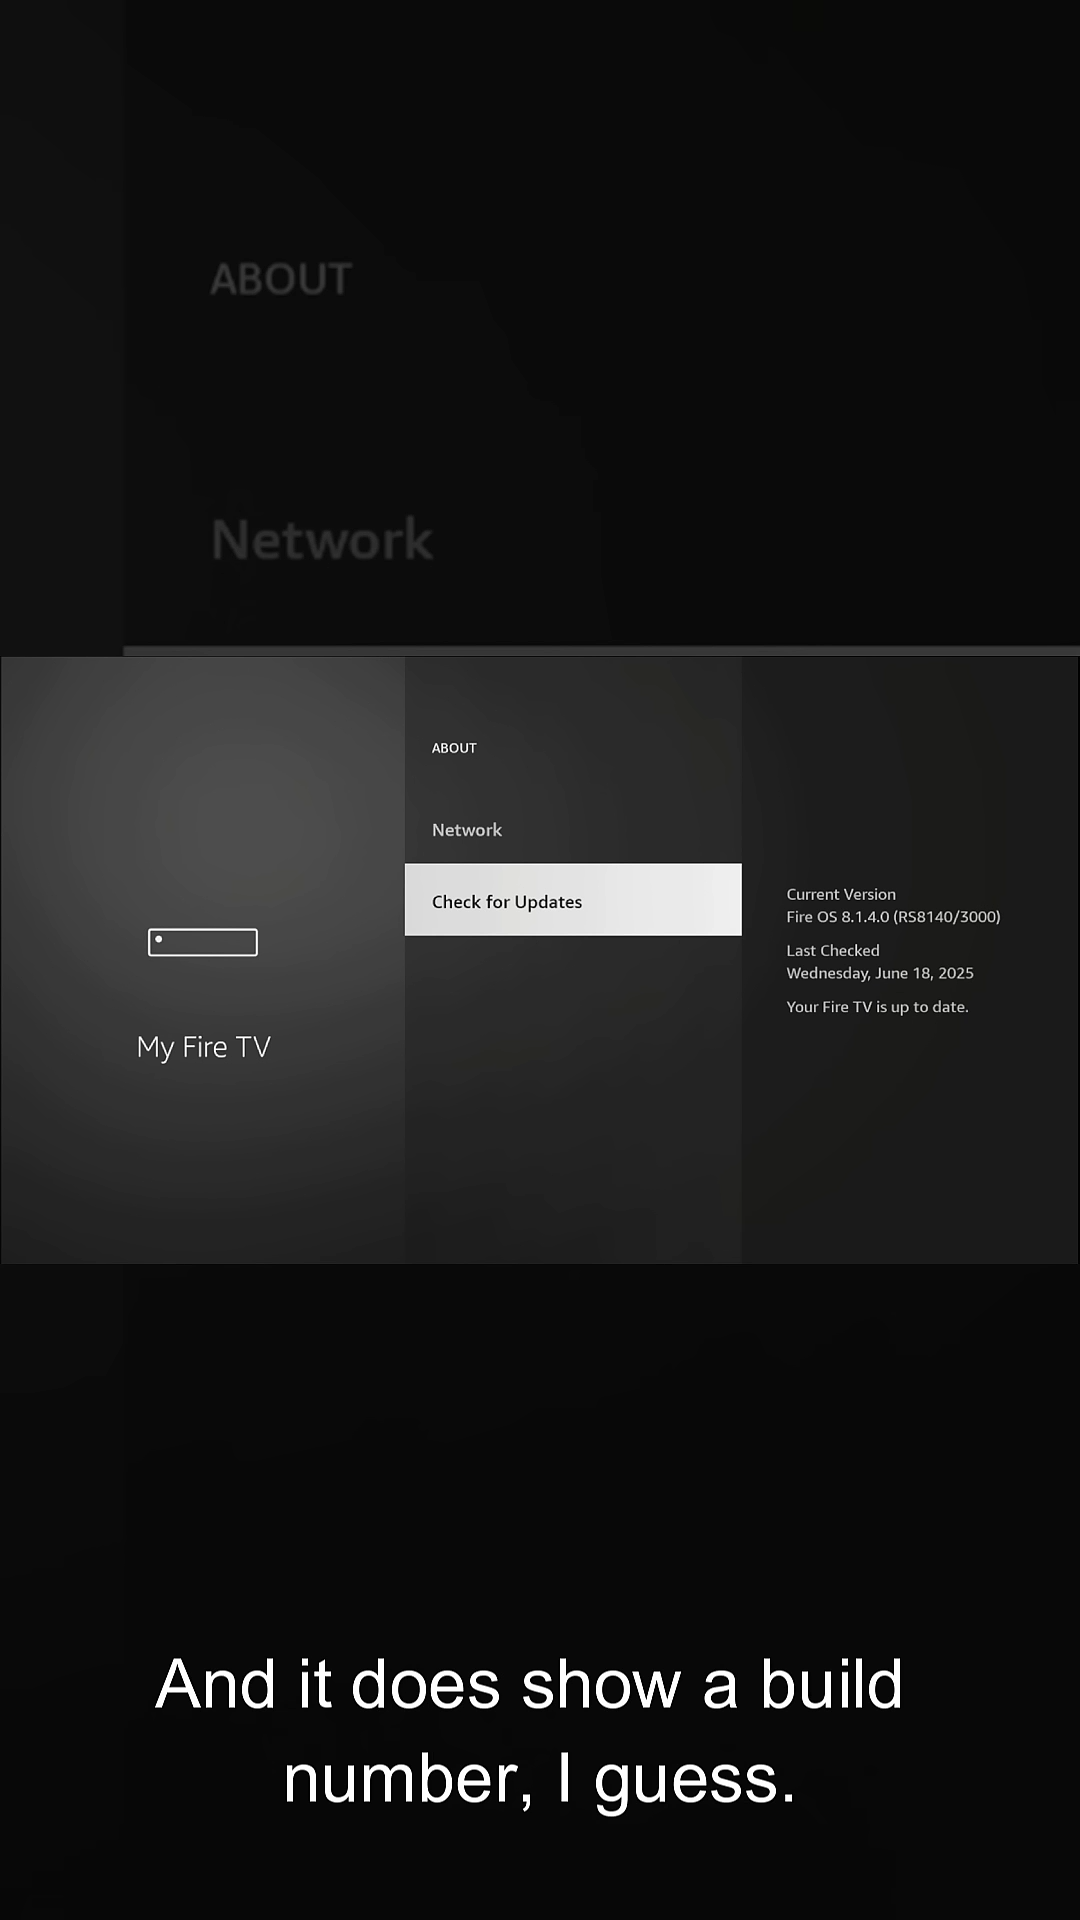 ABOUT
Network
ABOUT
Network
Check for Updates
Current Version
Fire OS 8.1.4.0 (RS8140/3000)
Last Checked
Wednesday, June 18, 2025
Your Fire TV is up to date.
My Fire TV
And it does show a build
number, I guess.